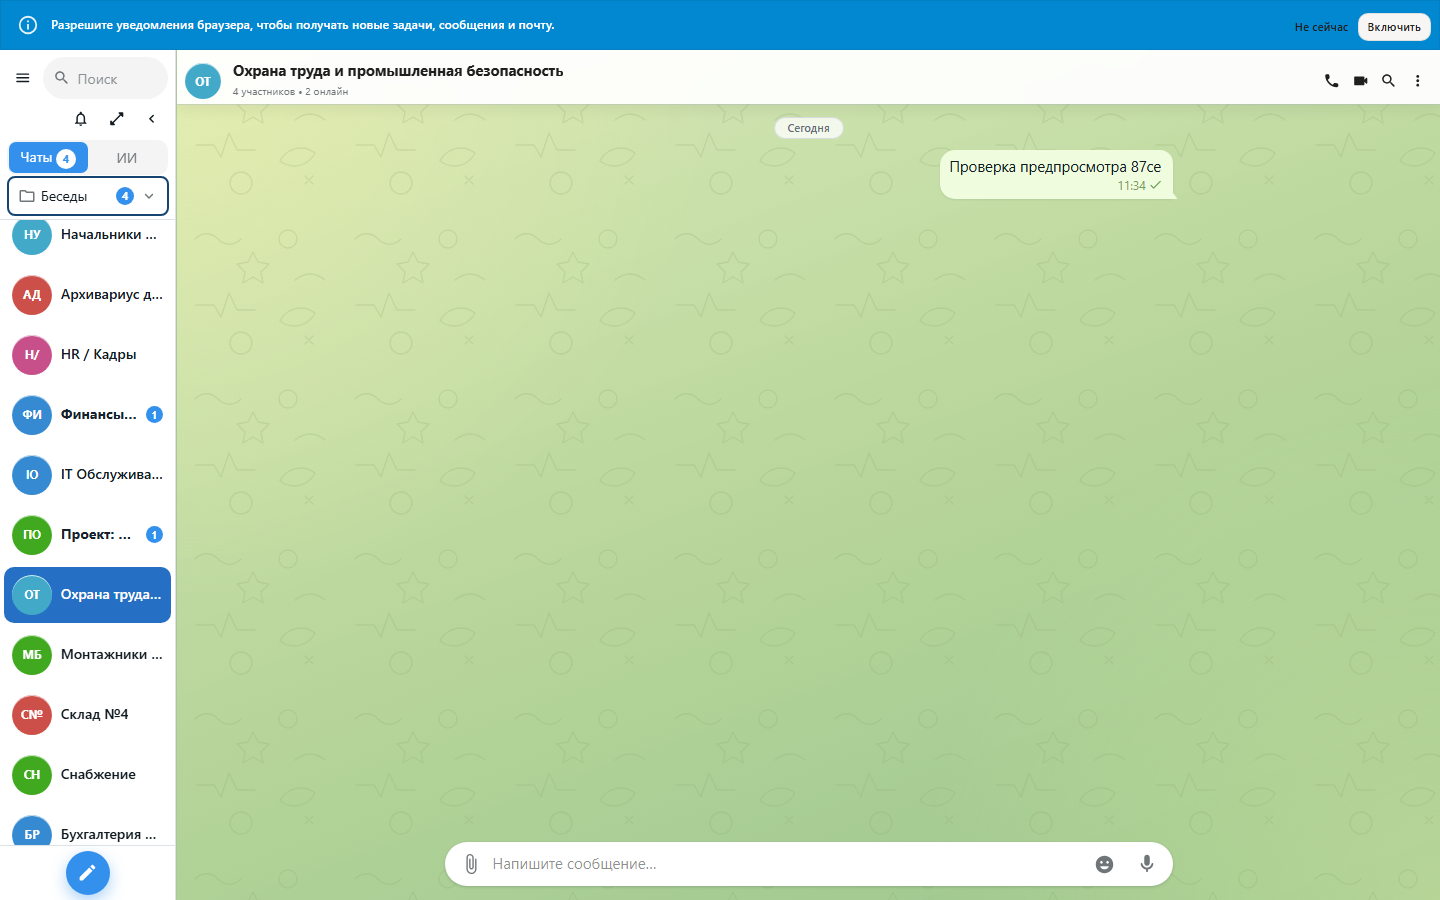 Разрешите уведомления браузера, чтобы получать новые задачи, сообщения и почту.
Не сейчас
Включить
Поиск
Чаты 4
ИИ
Беседы 4
НУ Начальники ...
АД Архивариус д...
H/ HR / Кадры
ФИ Финансы... 1
IO IT Обслужива...
ПО Проект: ... 1
ОТ Охрана труда...
МБ Монтажники ...
С№ Склад №4
СН Снабжение
БР Бухгалтерия ...
ОТ
Охрана труда и промышленная безопасность
4 участников • 2 онлайн
Сегодня
Проверка предпросмотра 87ce
11:34
Напишите сообщение...